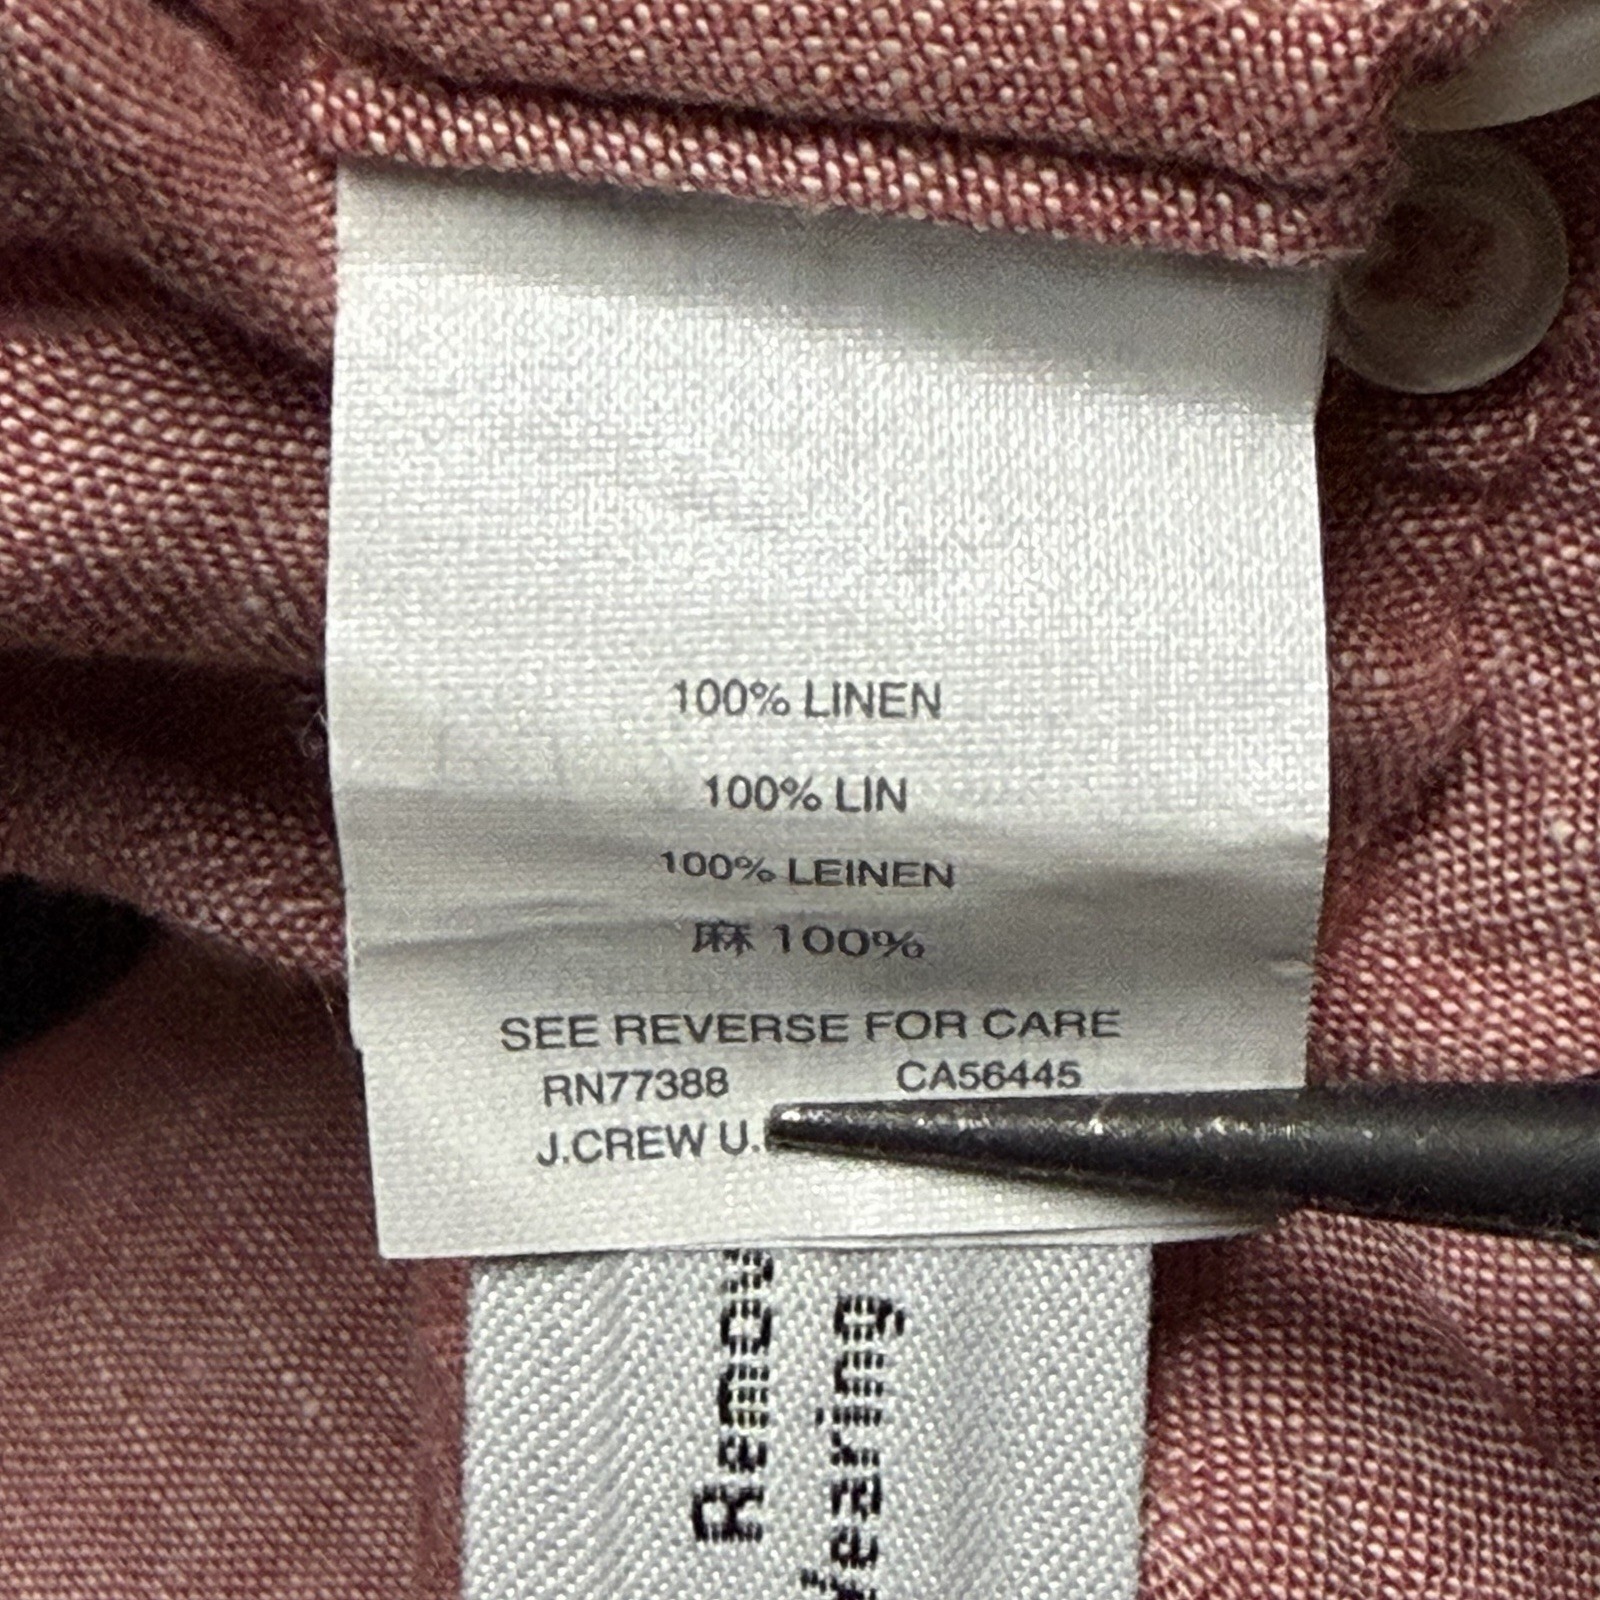 100% LINEN
100% LIN
100% LEINEN
麻 100%
SEE REVERSE FOR CARE
RN77388 CA56445
J.CREW